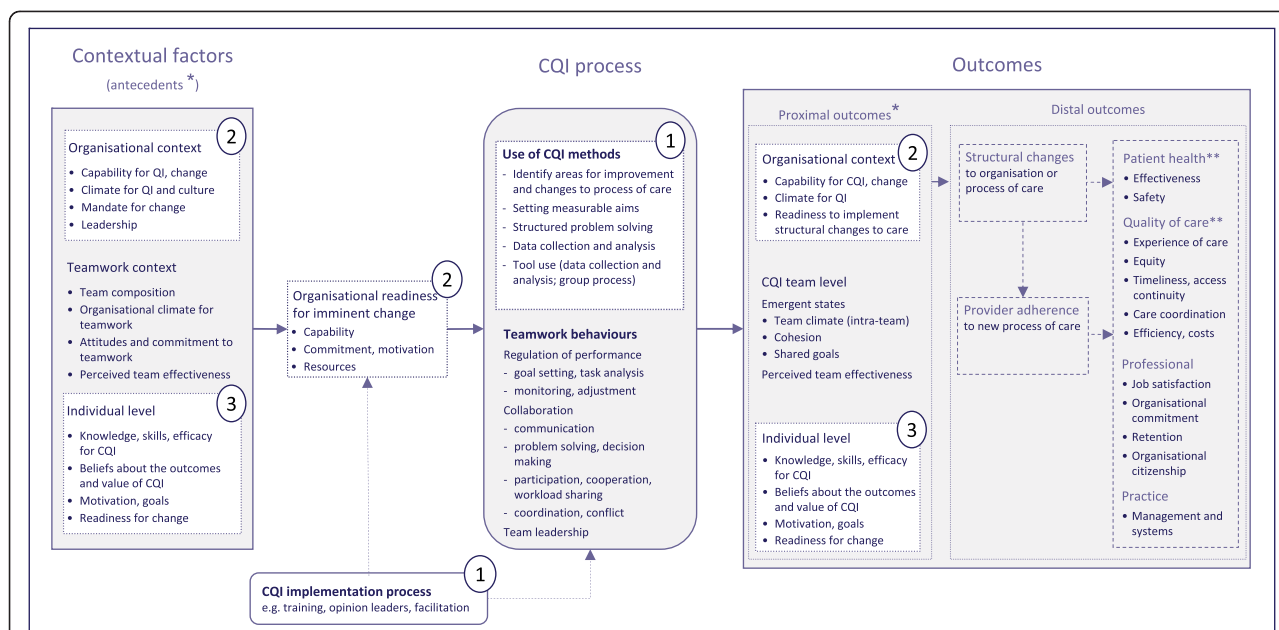 Contextual factors
(antecedents *)
2
Organisational context
• Capability for QI, change
• Climate for QI and culture
• Mandate for change
• Leadership
Teamwork context
• Team composition
• Organisational climate for
teamwork
• Attitudes and commitment to
teamwork
• Perceived team effectiveness
3
Individual level
• Knowledge, skills, efficacy
for CQI
• Beliefs about the outcomes
and value of CQI
• Motivation, goals
• Readiness for change
2
Organisational readiness
for imminent change
• Capability
• Commitment, motivation
• Resources
1
CQI implementation process
e.g. training, opinion leaders, facilitation
CQI process
1
Use of CQI methods
- Identify areas for improvement
and changes to process of care
- Setting measurable aims
- Structured problem solving
- Data collection and analysis
- Tool use (data collection and
analysis; group process)
Teamwork behaviours
Regulation of performance
- goal setting, task analysis
- monitoring, adjustment
Collaboration
- communication
- problem solving, decision
making
- participation, cooperation,
workload sharing
- coordination, conflict
Team leadership
Outcomes
Proximal outcomes*
2
Organisational context
• Capability for CQI, change
• Climate for QI
• Readiness to implement
structural changes to care
CQI team level
Emergent states
• Team climate (intra-team)
• Cohesion
• Shared goals
Perceived team effectiveness
3
Individual level
• Knowledge, skills, efficacy
for CQI
• Beliefs about the outcomes
and value of CQI
• Motivation, goals
• Readiness for change
Distal outcomes
Structural changes
to organisation or
process of care
Provider adherence
to new process of care
Patient health**
• Effectiveness
• Safety
Quality of care**
• Experience of care
• Equity
• Timeliness, access
continuity
• Care coordination
• Efficiency, costs
Professional
• Job satisfaction
• Organisational
commitment
• Retention
• Organisational
citizenship
Practice
• Management and
systems